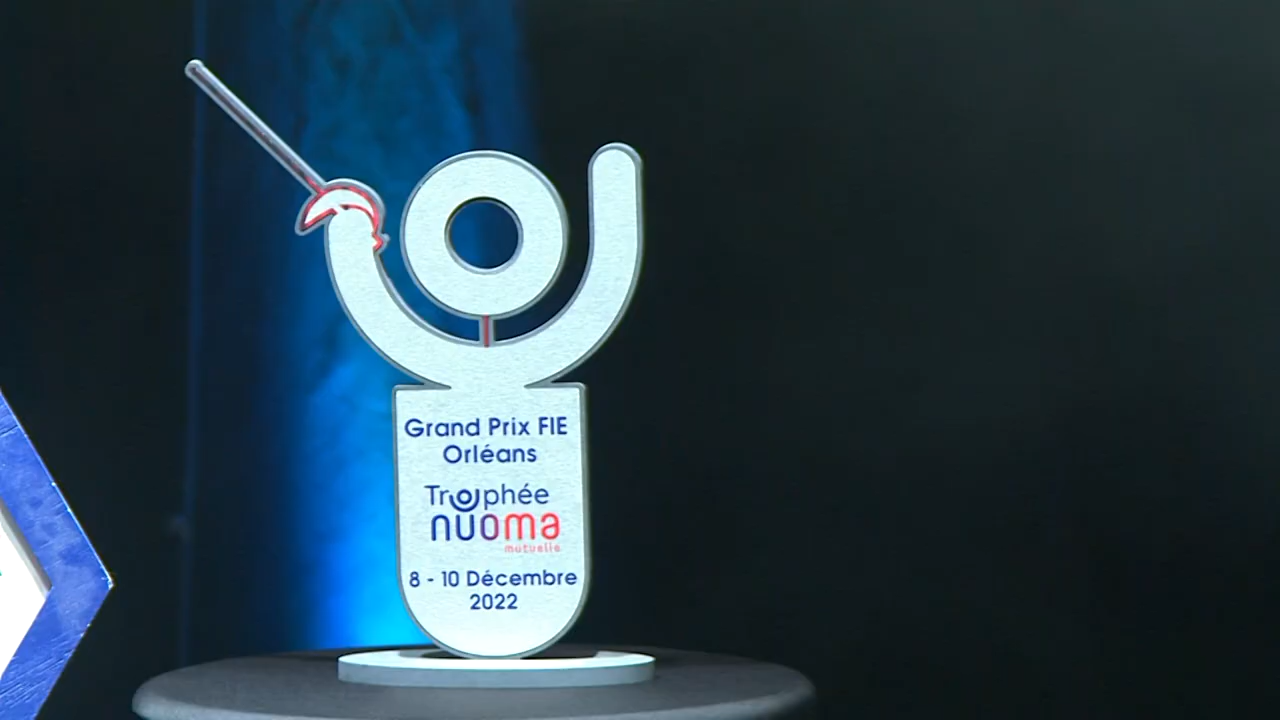 Grand Prix FIE
Orléans
Trophée
nuoma
mutuelle
8 - 10 Décembre
2022